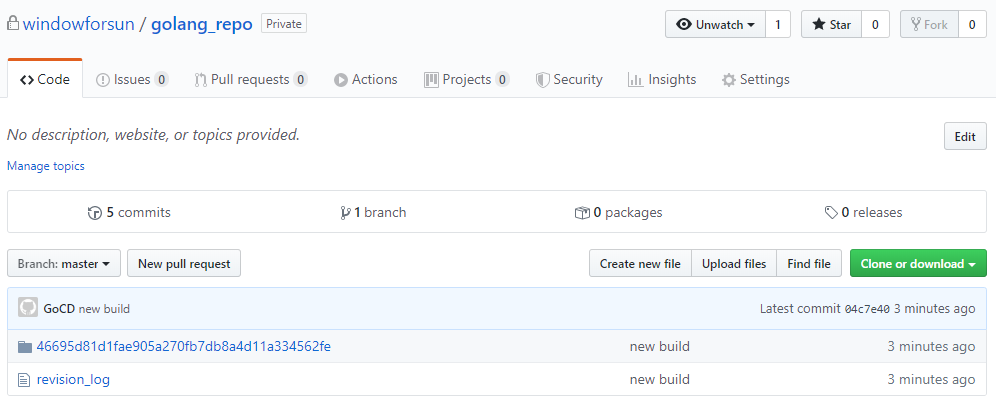 windowforsun / golang_repo Private Unwatch 1 Star 0 Fork 0
Code Issues 0 Pull requests 0 Actions Projects 0 Security Insights Settings
No description, website, or topics provided. Edit
Manage topics
5 commits 1 branch 0 packages 0 releases
Branch: master New pull request Create new file Upload files Find file Clone or download
GoCD new build Latest commit 04c7e40 3 minutes ago
46695d81d1fae905a270fb7db8a4d11a334562fe new build 3 minutes ago
revision_log new build 3 minutes ago